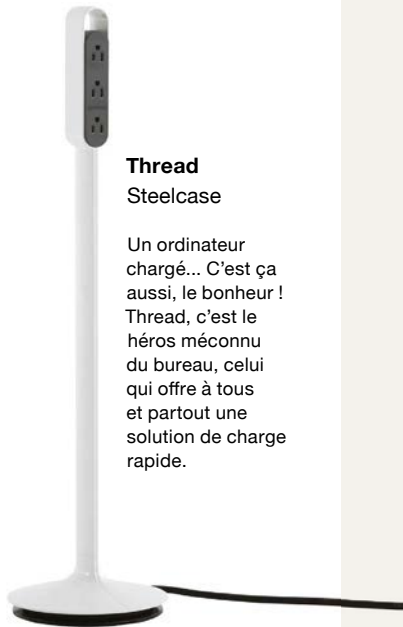 Thread
Steelcase
Un ordinateur
chargé... C’est ça
aussi, le bonheur !
Thread, c’est le
héros méconnu
du bureau, celui
qui offre à tous
et partout une
solution de charge
rapide.